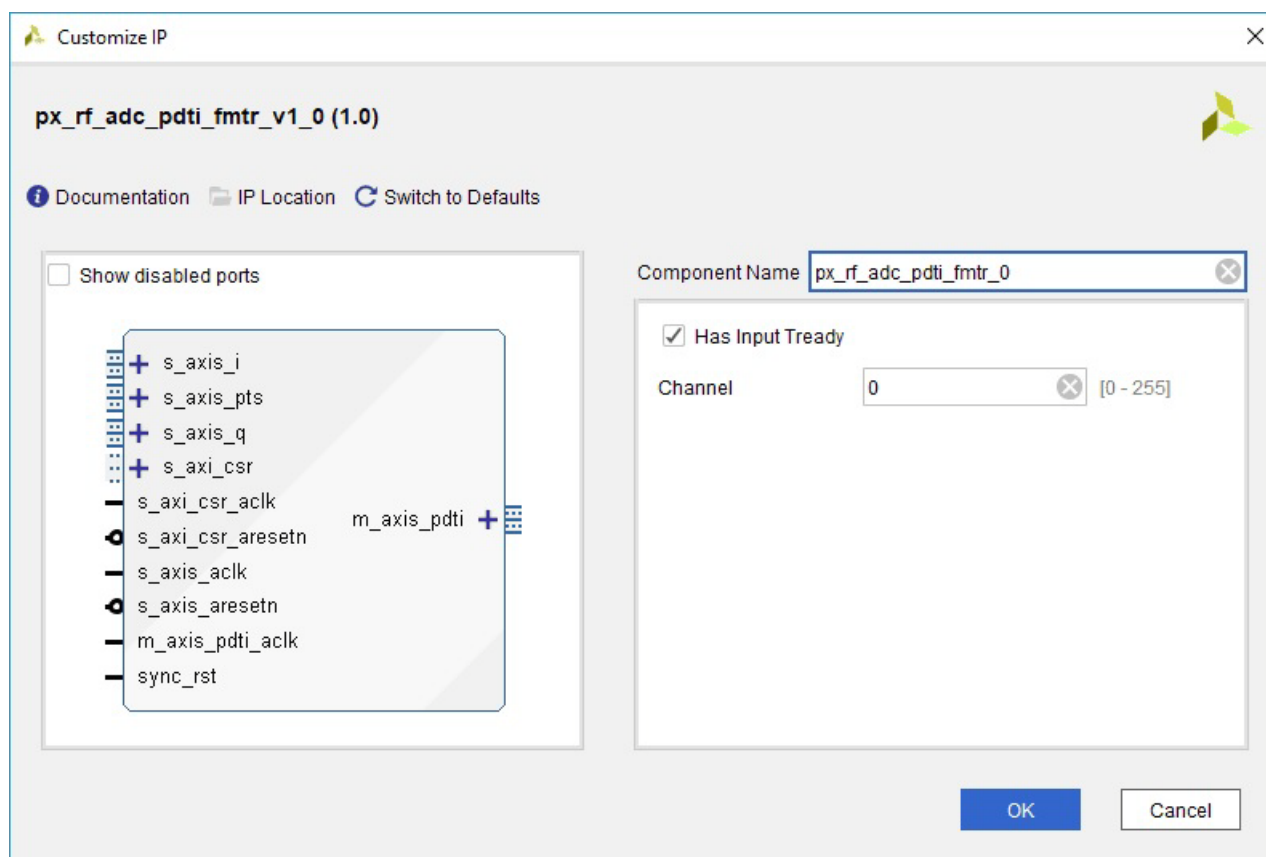 Customize IP
px_rf_adc_pdti_fmtr_v1_0 (1.0)
Documentation IP Location Switch to Defaults
Show disabled ports
s_axis_i
s_axis_pts
s_axis_q
s_axi_csr
s_axi_csr_aclk
s_axi_csr_aresetn
s_axis_aclk
s_axis_aresetn
m_axis_pdti_aclk
sync_rst
m_axis_pdti
Component Name px_rf_adc_pdti_fmtr_0
Has Input Tready
Channel 0 [0 - 255]
OK Cancel